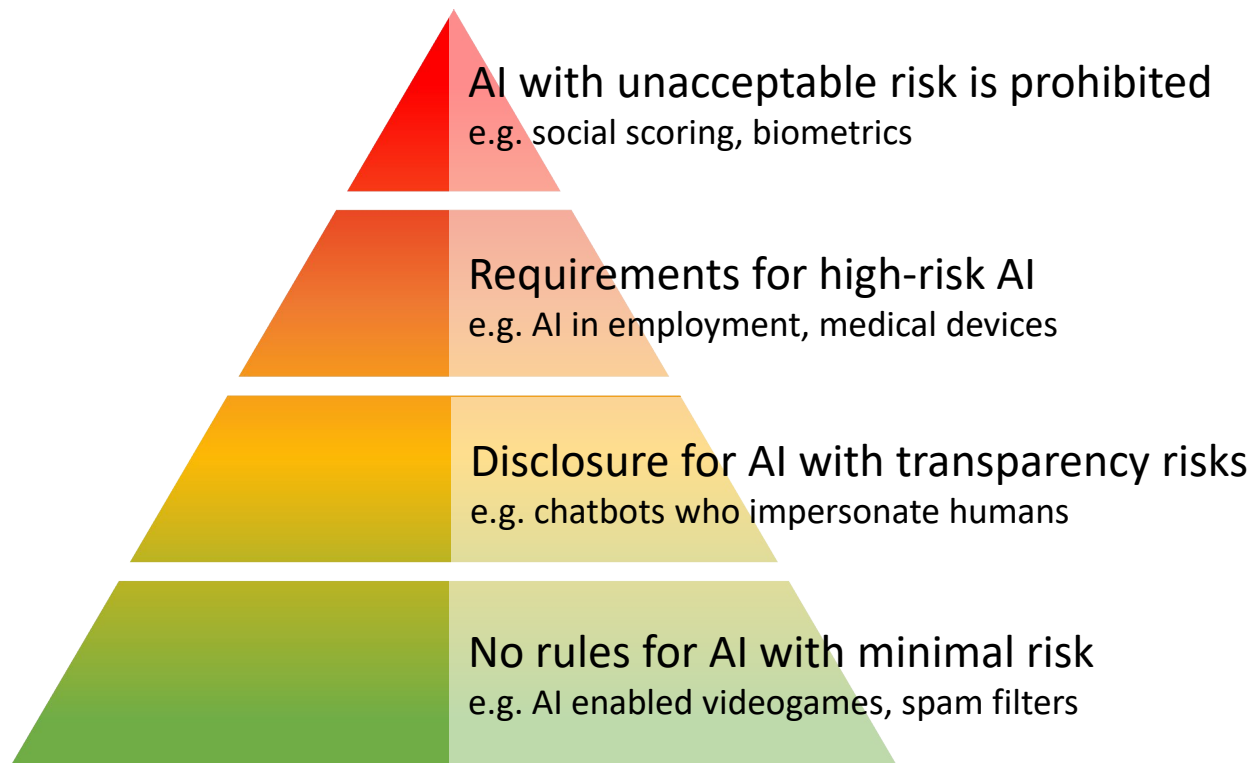 AI with unacceptable risk is prohibited
e.g. social scoring, biometrics
Requirements for high-risk AI
e.g. AI in employment, medical devices
Disclosure for AI with transparency risks
e.g. chatbots who impersonate humans
No rules for AI with minimal risk
e.g. AI enabled videogames, spam filters